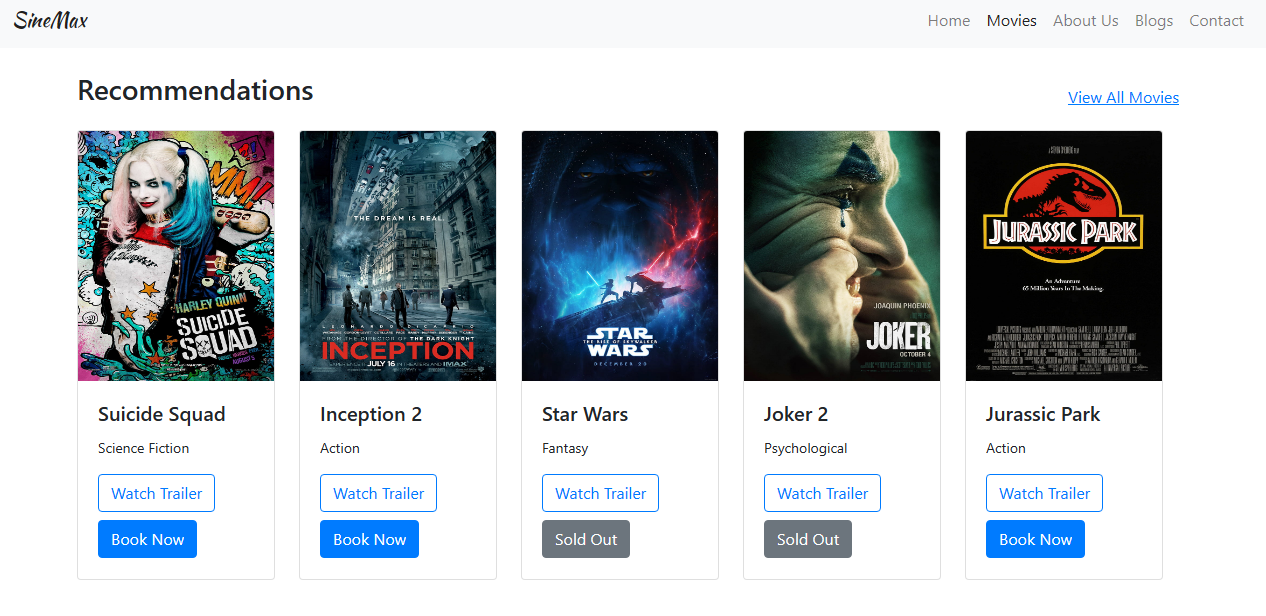 SineMax
Home Movies About Us Blogs Contact
Recommendations
View All Movies
HARLEY QUINN
SUICIDE
SQUAD
THE DREAM IS REAL.
LEONARDO DICAPRIO
FROM THE DIRECTOR OF THE DARK KNIGHT
INCEPTION
JULY 16 IN THEATERS AND IMAX
STAR
THE RISE OF SKYWALKER
WARS
DECEMBER 20
JOAQUIN PHOENIX
JOKER
OCTOBER 4
JURASSIC PARK
An Adventure
65 Million Years In The Making.
Suicide Squad
Science Fiction
Watch Trailer
Book Now
Inception 2
Action
Watch Trailer
Book Now
Star Wars
Fantasy
Watch Trailer
Sold Out
Joker 2
Psychological
Watch Trailer
Sold Out
Jurassic Park
Action
Watch Trailer
Book Now